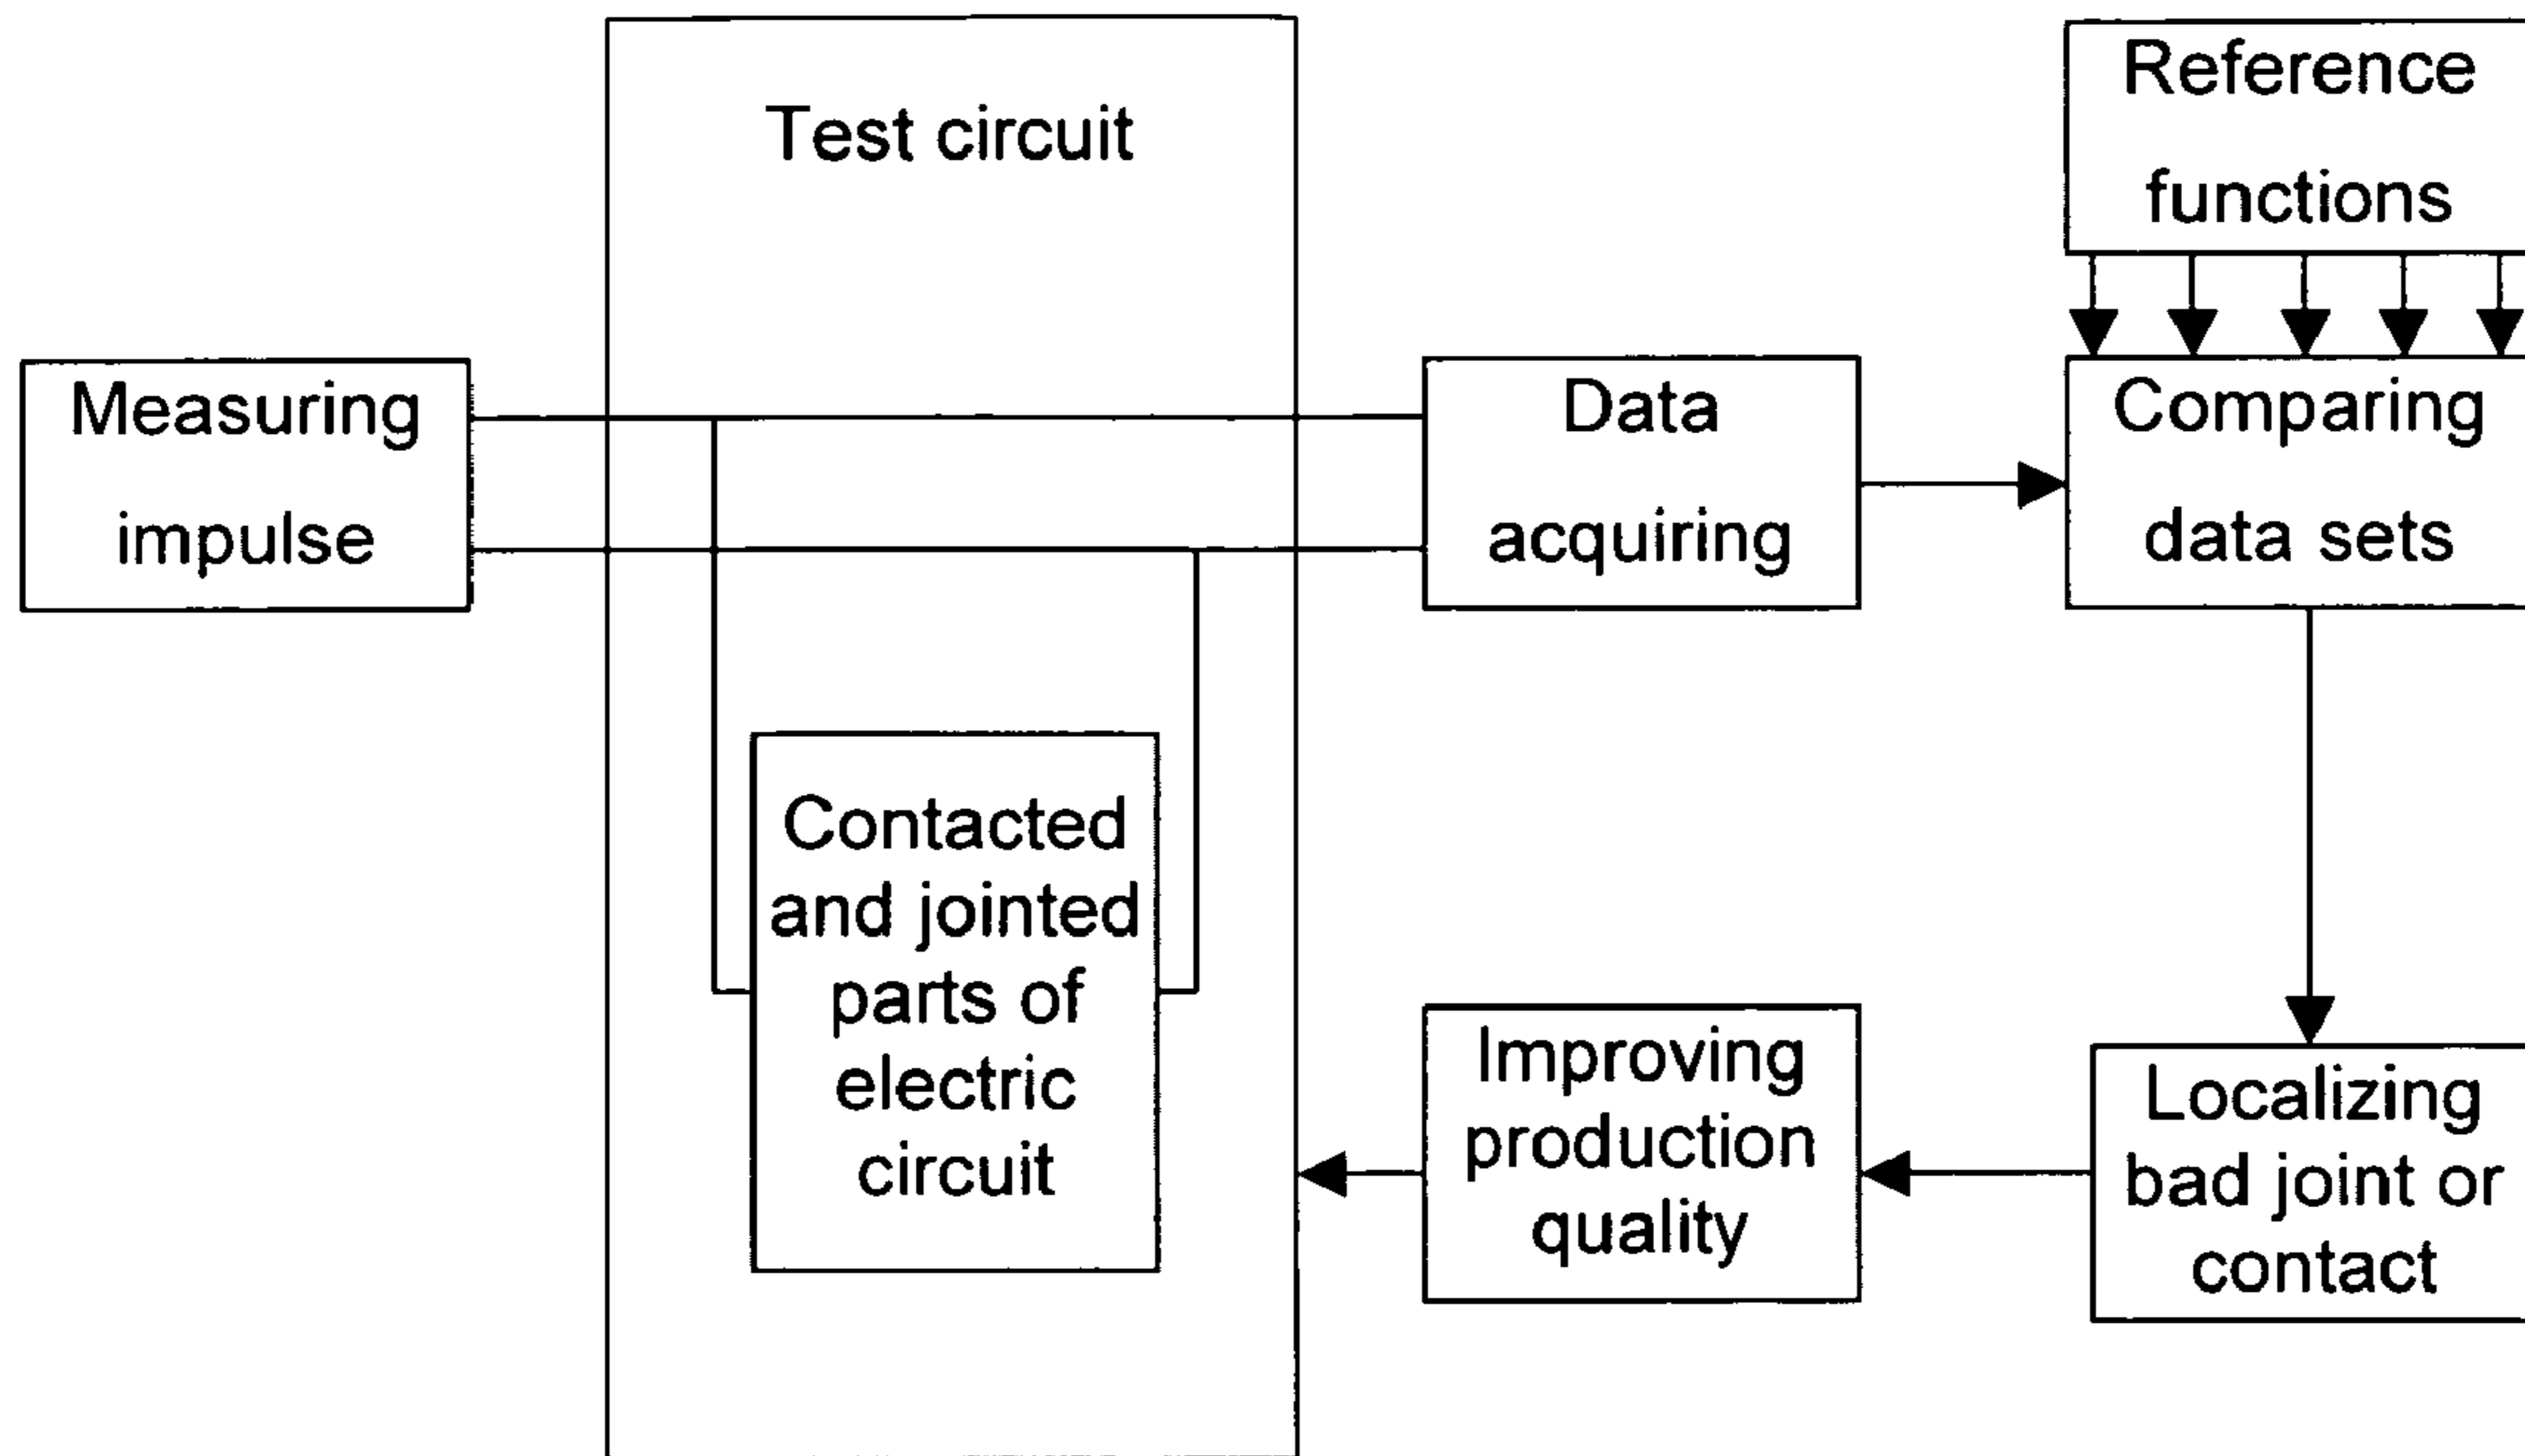 Test circuit
Reference
functions
Measuring
impulse
Data
acquiring
Comparing
data sets
Contacted
and jointed
parts of
electric
circuit
Improving
production
quality
Localizing
bad joint or
contact